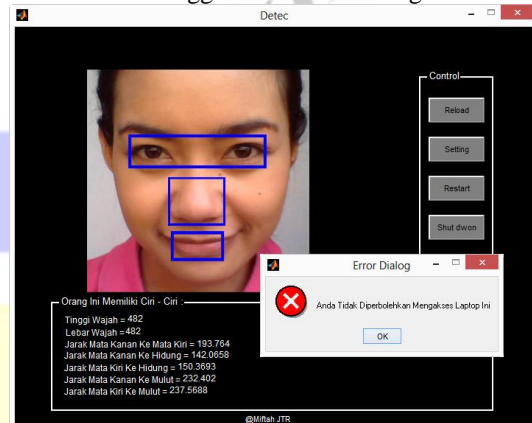 Detec
Control
Reload
Setting
Restart
Shut dwon
Error Dialog
Anda Tidak Diperbolehkan Mengakses Laptop Ini
OK
Orang Ini Memiliki Ciri - Ciri :
Tinggi Wajah = 482
Lebar Wajah =482
Jarak Mata Kanan Ke Mata Kiri = 193.764
Jarak Mata Kanan Ke Hidung = 142.0658
Jarak Mata Kiri Ke Hidung = 150.3693
Jarak Mata Kanan Ke Mulut = 232.402
Jarak Mata Kiri Ke Mulut = 237.5688
@Miftah JTR